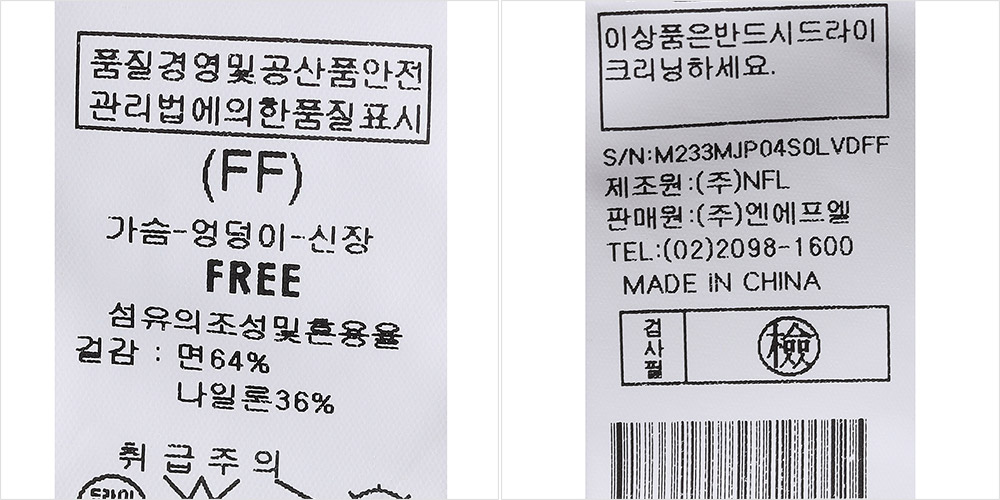 품질경영및공산품안전
관리법에의한품질표시
(FF)
가슴-엉덩이-신장
FREE
섬유의조성및혼용율
겉감 : 면64%
나일론36%
취급주의
드라이
이상품은반드시드라이
크리닝하세요.
S/N:M233MJP04S0LVDFF
제조원:(주)NFL
판매원:(주)엔에프엘
TEL:(02)2098-1600
MADE IN CHINA
검사필
檢